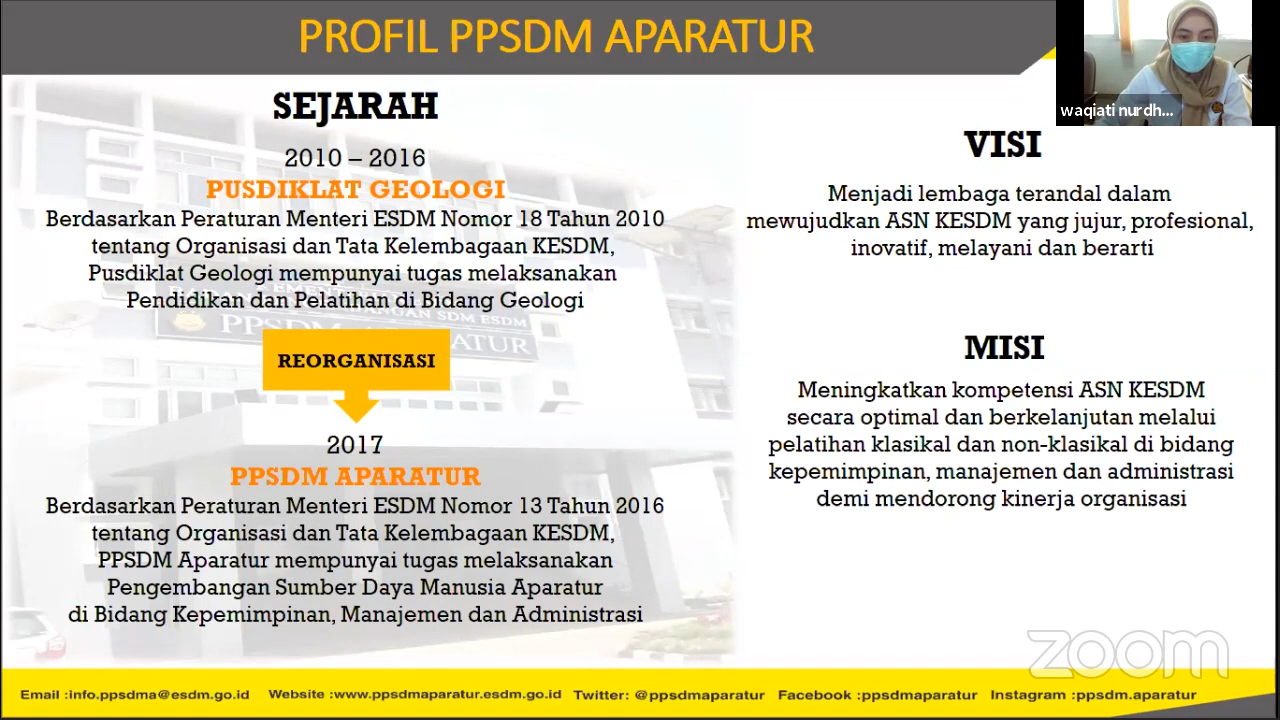 PROFIL PPSDM APARATUR
waqiati nurdh...
SEJARAH
2010 – 2016
PUSDIKLAT GEOLOGI
Berdasarkan Peraturan Menteri ESDM Nomor 18 Tahun 2010
tentang Organisasi dan Tata Kelembagaan KESDM,
Pusdiklat Geologi mempunyai tugas melaksanakan
Pendidikan dan Pelatihan di Bidang Geologi
PPSDM APARATUR
REORGANISASI
2017
PPSDM APARATUR
Berdasarkan Peraturan Menteri ESDM Nomor 13 Tahun 2016
tentang Organisasi dan Tata Kelembagaan KESDM,
PPSDM Aparatur mempunyai tugas melaksanakan
Pengembangan Sumber Daya Manusia Aparatur
di Bidang Kepemimpinan, Manajemen dan Administrasi
VISI
Menjadi lembaga terandal dalam
mewujudkan ASN KESDM yang jujur, profesional,
inovatif, melayani dan berarti
MISI
Meningkatkan kompetensi ASN KESDM
secara optimal dan berkelanjutan melalui
pelatihan klasikal dan non-klasikal di bidang
kepemimpinan, manajemen dan administrasi
demi mendorong kinerja organisasi
zoom
Email :info.ppsdma@esdm.go.id Website :www.ppsdmaparatur.esdm.go.id Twitter: @ppsdmaparatur Facebook :ppsdmaparatur Instagram :ppsdm.aparatur